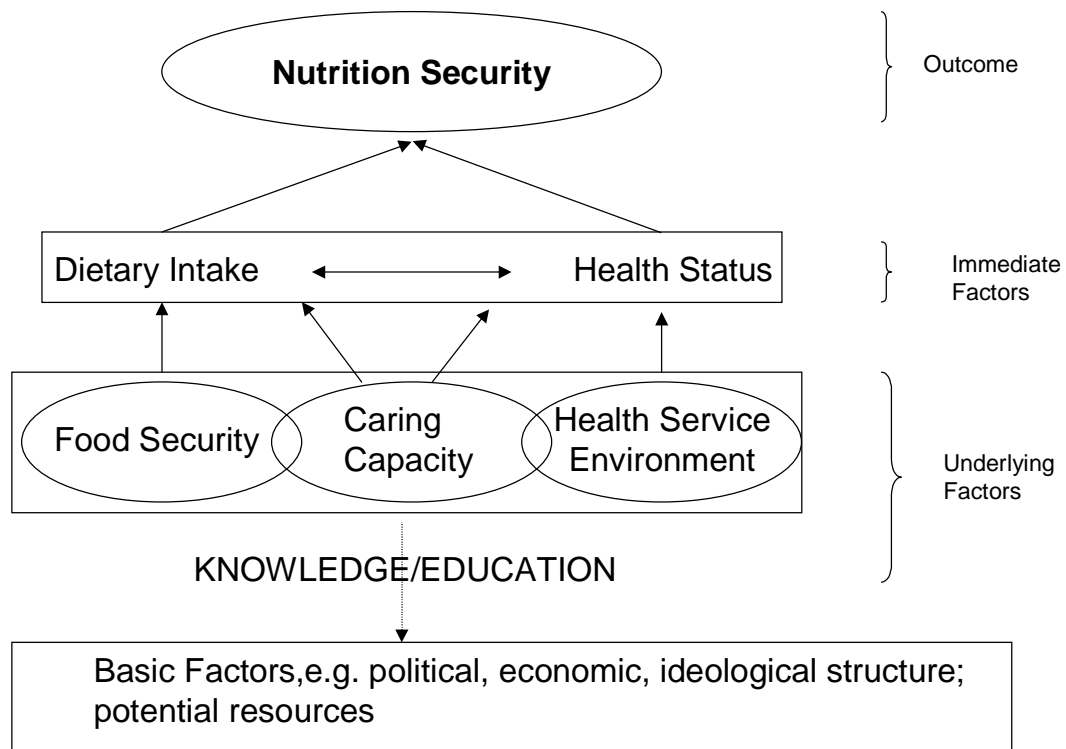 Nutrition Security
Outcome
Dietary Intake
Health Status
Immediate
Factors
Food Security
Caring
Capacity
Health Service
Environment
Underlying
Factors
KNOWLEDGE/EDUCATION
Basic Factors,e.g. political, economic, ideological structure;
potential resources